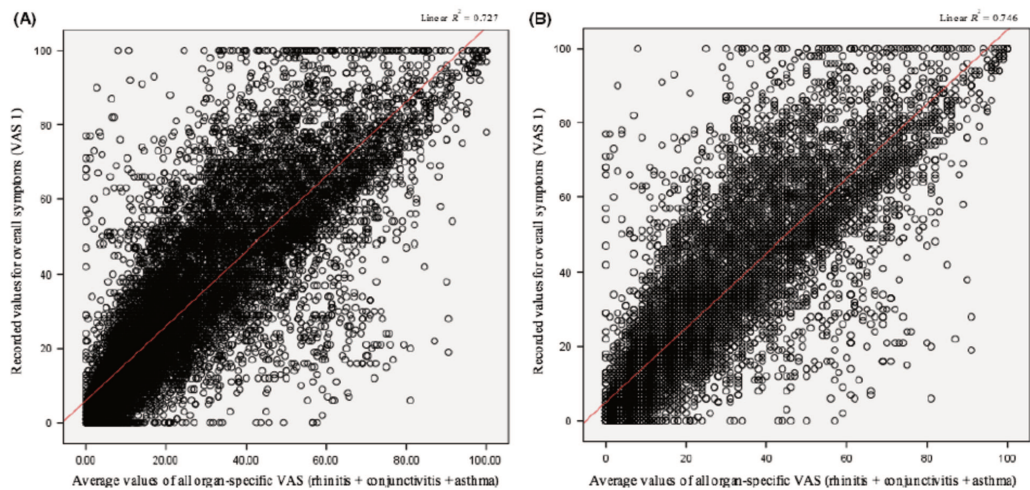 (A)
Linear R² = 0.727
Recorded values for overall symptoms (VAS 1)
100
80
60
40
20
0
0.00 20.00 40.00 60.00 80.00 100.00
Average values of all organ-specific VAS (rhinitis + conjunctivitis + asthma)
(B)
Linear R² = 0.746
Recorded values for overall symptoms (VAS 1)
100
80
60
40
20
0
0 20 40 60 80 100
Average values of all organ-specific VAS (rhinitis + conjunctivitis + asthma)